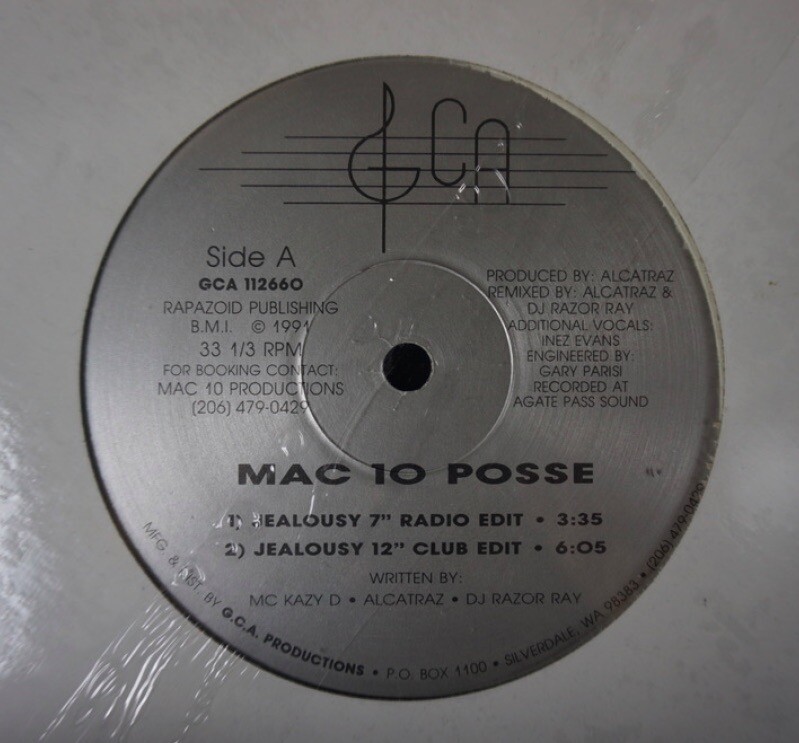 GCA
Side A
GCA 112660
RAPAZOID PUBLISHING
B.M.I. © 1991
33 1/3 RPM
FOR BOOKING CONTACT:
MAC 10 PRODUCTIONS
(206) 479-0429
PRODUCED BY: ALCATRAZ
REMIXED BY: ALCATRAZ &
DJ RAZOR RAY
ADDITIONAL VOCALS:
INEZ EVANS
ENGINEERED BY:
GARY PARISI
RECORDED AT
AGATE PASS SOUND
MAC 10 POSSE
1) JEALOUSY 7” RADIO EDIT • 3:35
2) JEALOUSY 12” CLUB EDIT • 6:05
WRITTEN BY:
MC KAZY D • ALCATRAZ • DJ RAZOR RAY
MFG. & DIST. BY G.C.A. PRODUCTIONS • P.O. BOX 1100 • SILVERDALE, WA 98383 • (206) 479-0429